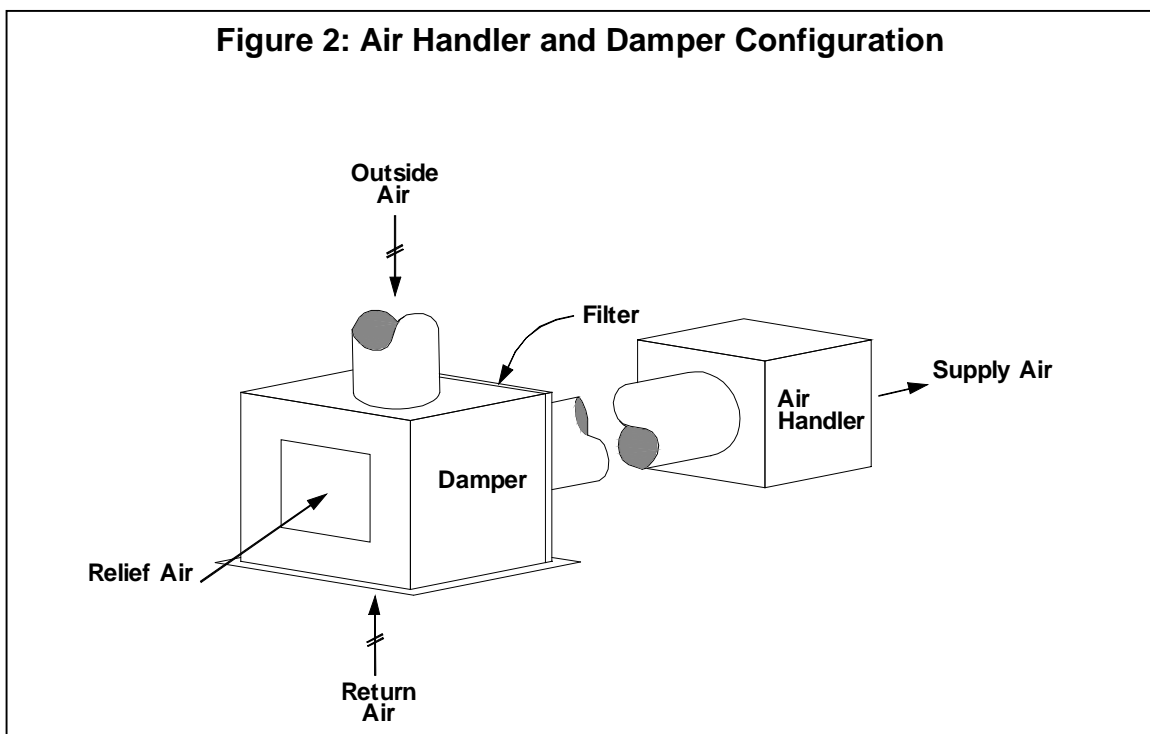 Figure 2: Air Handler and Damper Configuration
Outside
Air
Filter
Supply Air
Air
Handler
Damper
Relief Air
Return
Air